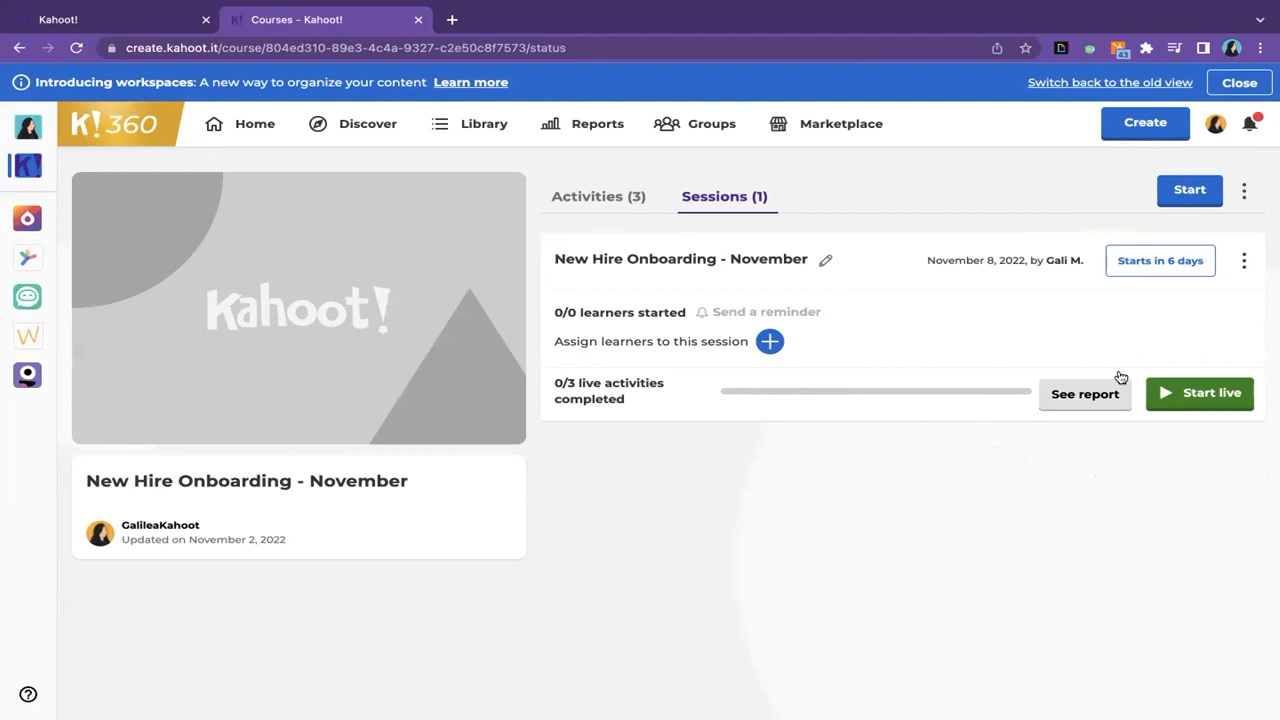 Kahoot!
Courses - Kahoot!
create.kahoot.it/course/804ed310-89e3-4c4a-9327-c2e50c8f7573/status
43
Introducing workspaces: A new way to organize your content Learn more
Switch back to the old view
Close
K! 360
Home
Discover
Library
Reports
Groups
Marketplace
Create
K!
W
Kahoot!
New Hire Onboarding - November
GalileaKahoot
Updated on November 2, 2022
Activities (3)
Sessions (1)
Start
New Hire Onboarding - November
November 8, 2022, by Gali M.
Starts in 6 days
0/0 learners started
Send a reminder
Assign learners to this session
0/3 live activities
completed
See report
Start live